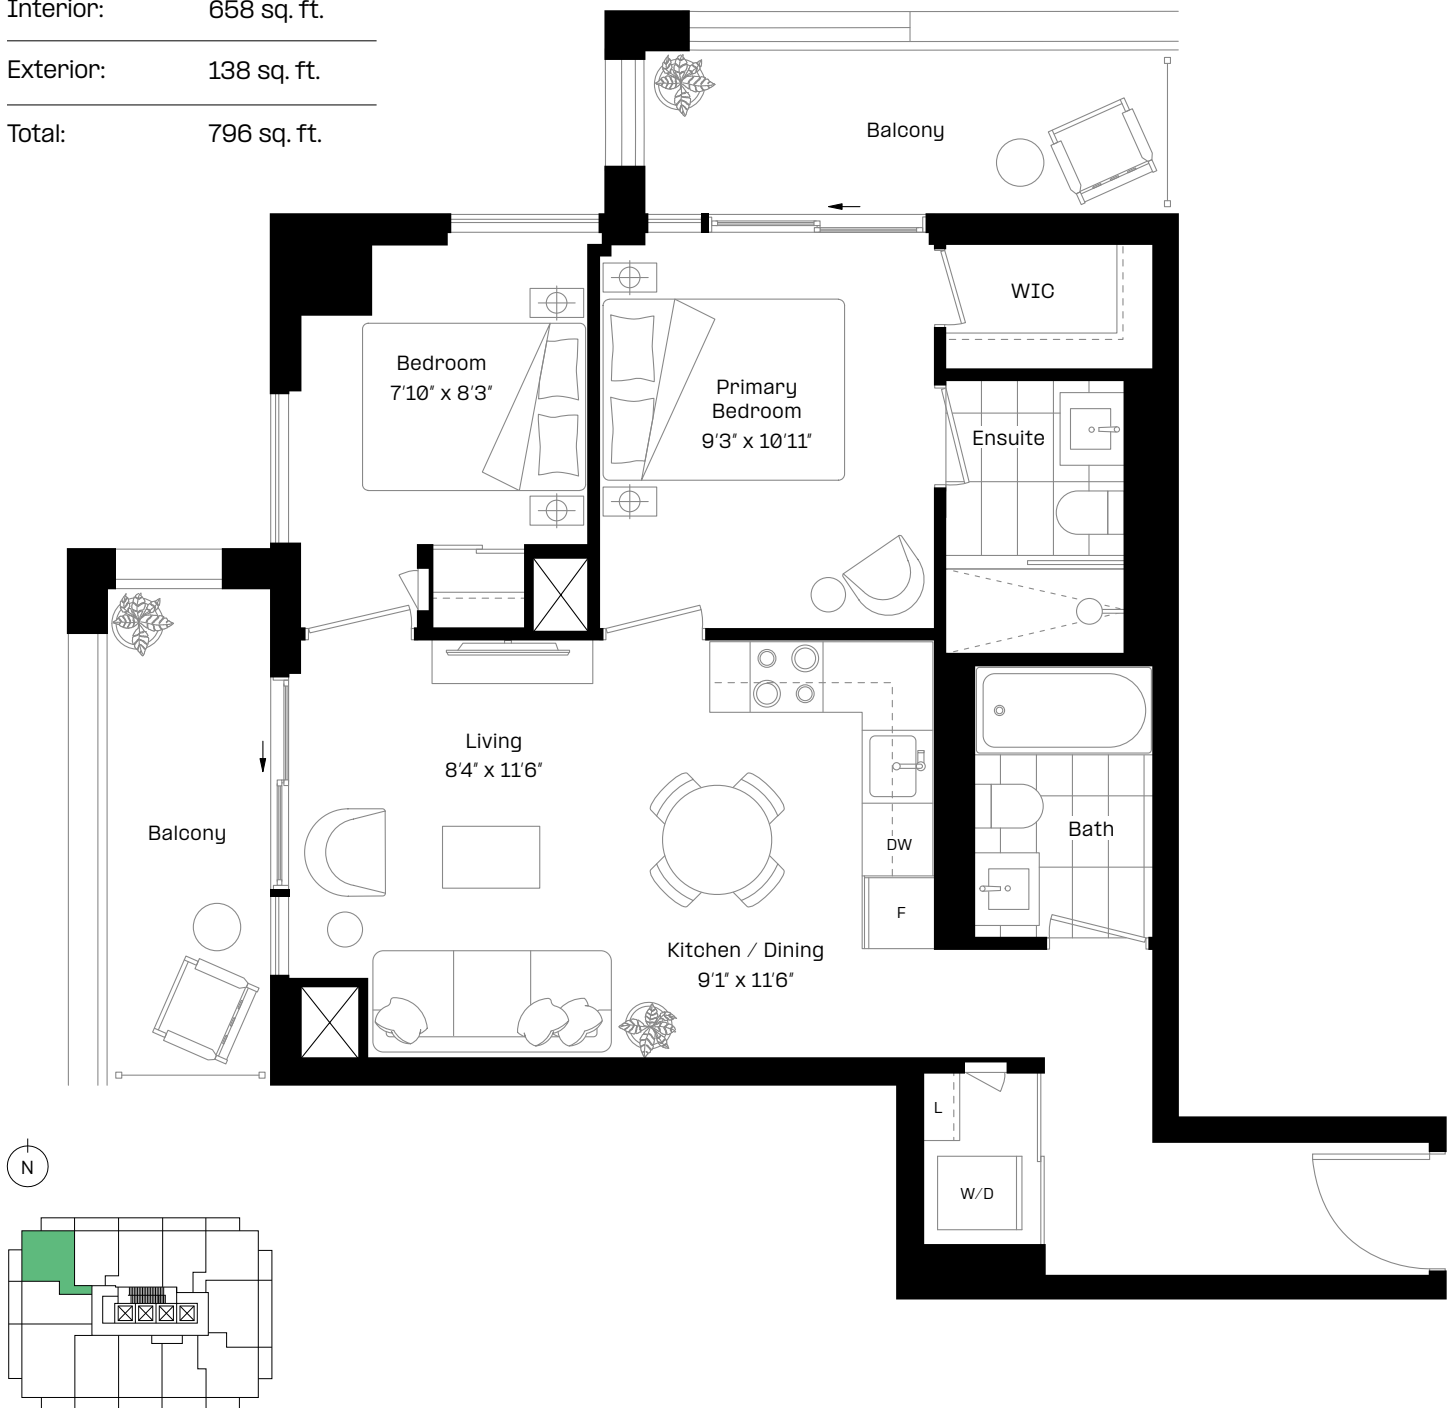 Interior: 658 sq. ft.
Exterior: 138 sq. ft.
Total: 796 sq. ft.
Balcony
WIC
Bedroom
7'10" x 8'3"
Primary
Bedroom
9'3" x 10'11"
Ensuite
Living
8'4" x 11'6"
Balcony
Bath
DW
F
Kitchen / Dining
9'1" x 11'6"
L
W/D
N